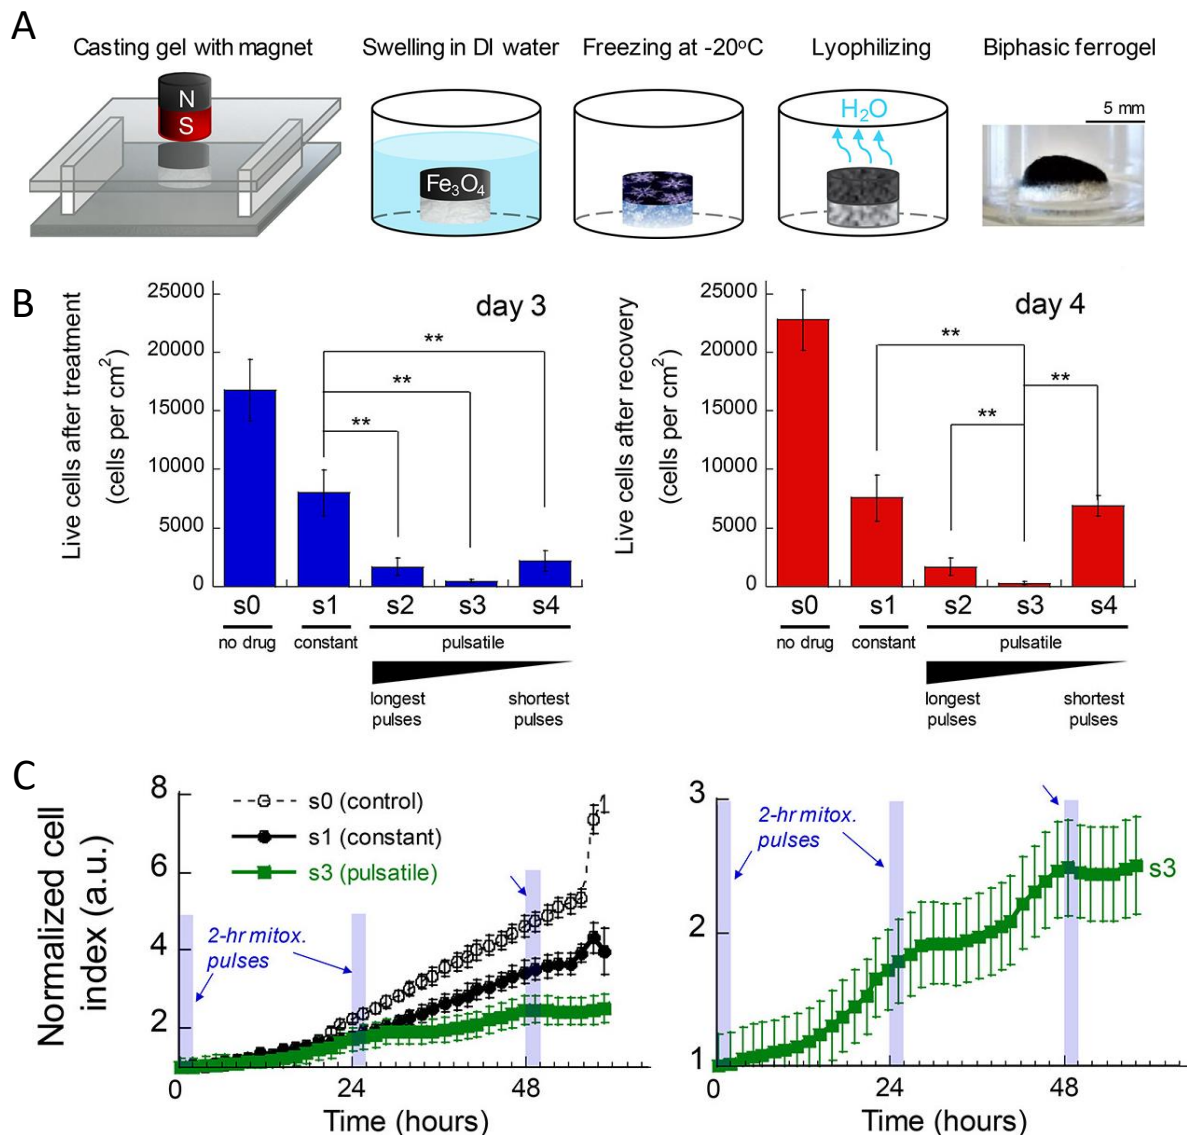 A
Casting gel with magnet
Swelling in DI water
Freezing at -20°C
Lyophilizing
Biphasic ferrogel
N
S
Fe₃O₄
H₂O
5 mm
B
Live cells after treatment
(cells per cm²)
25000
20000
15000
10000
5000
0
day 3
**
**
**
s0 s1 s2 s3 s4
no drug constant pulsatile
longest
pulses
shortest
pulses
Live cells after recovery
(cells per cm²)
25000
20000
15000
10000
5000
0
day 4
**
**
**
s0 s1 s2 s3 s4
no drug constant pulsatile
longest
pulses
shortest
pulses
C
Normalized cell
index (a.u.)
8
6
4
2
s0 (control)
s1 (constant)
s3 (pulsatile)
2-hr mitox.
pulses
0 24 48
Time (hours)
3
2
1
2-hr mitox.
pulses
s3
0 24 48
Time (hours)